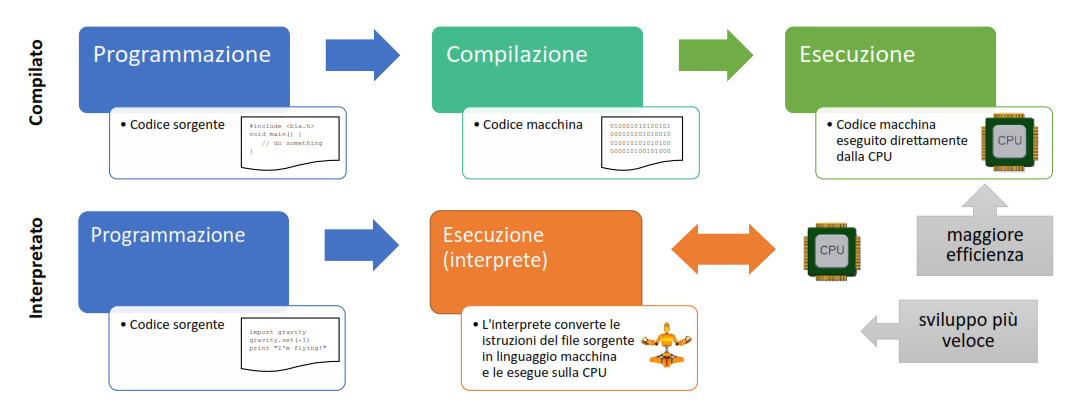 Compilato
Programmazione
• Codice sorgente
#include <bla.h>
void main() {
// do something
}
Compilazione
• Codice macchina
010001010100101
000101001010010
010010101010100
000010100101000
Esecuzione
• Codice macchina
eseguito direttamente
dalla CPU
CPU
Interpretato
Programmazione
• Codice sorgente
import gravity
gravity.set(-1)
print "I'm flying!"
Esecuzione
(interprete)
• L'interprete converte le
istruzioni del file sorgente
in linguaggio macchina
e le esegue sulla CPU
CPU
maggiore
efficienza
sviluppo più
veloce